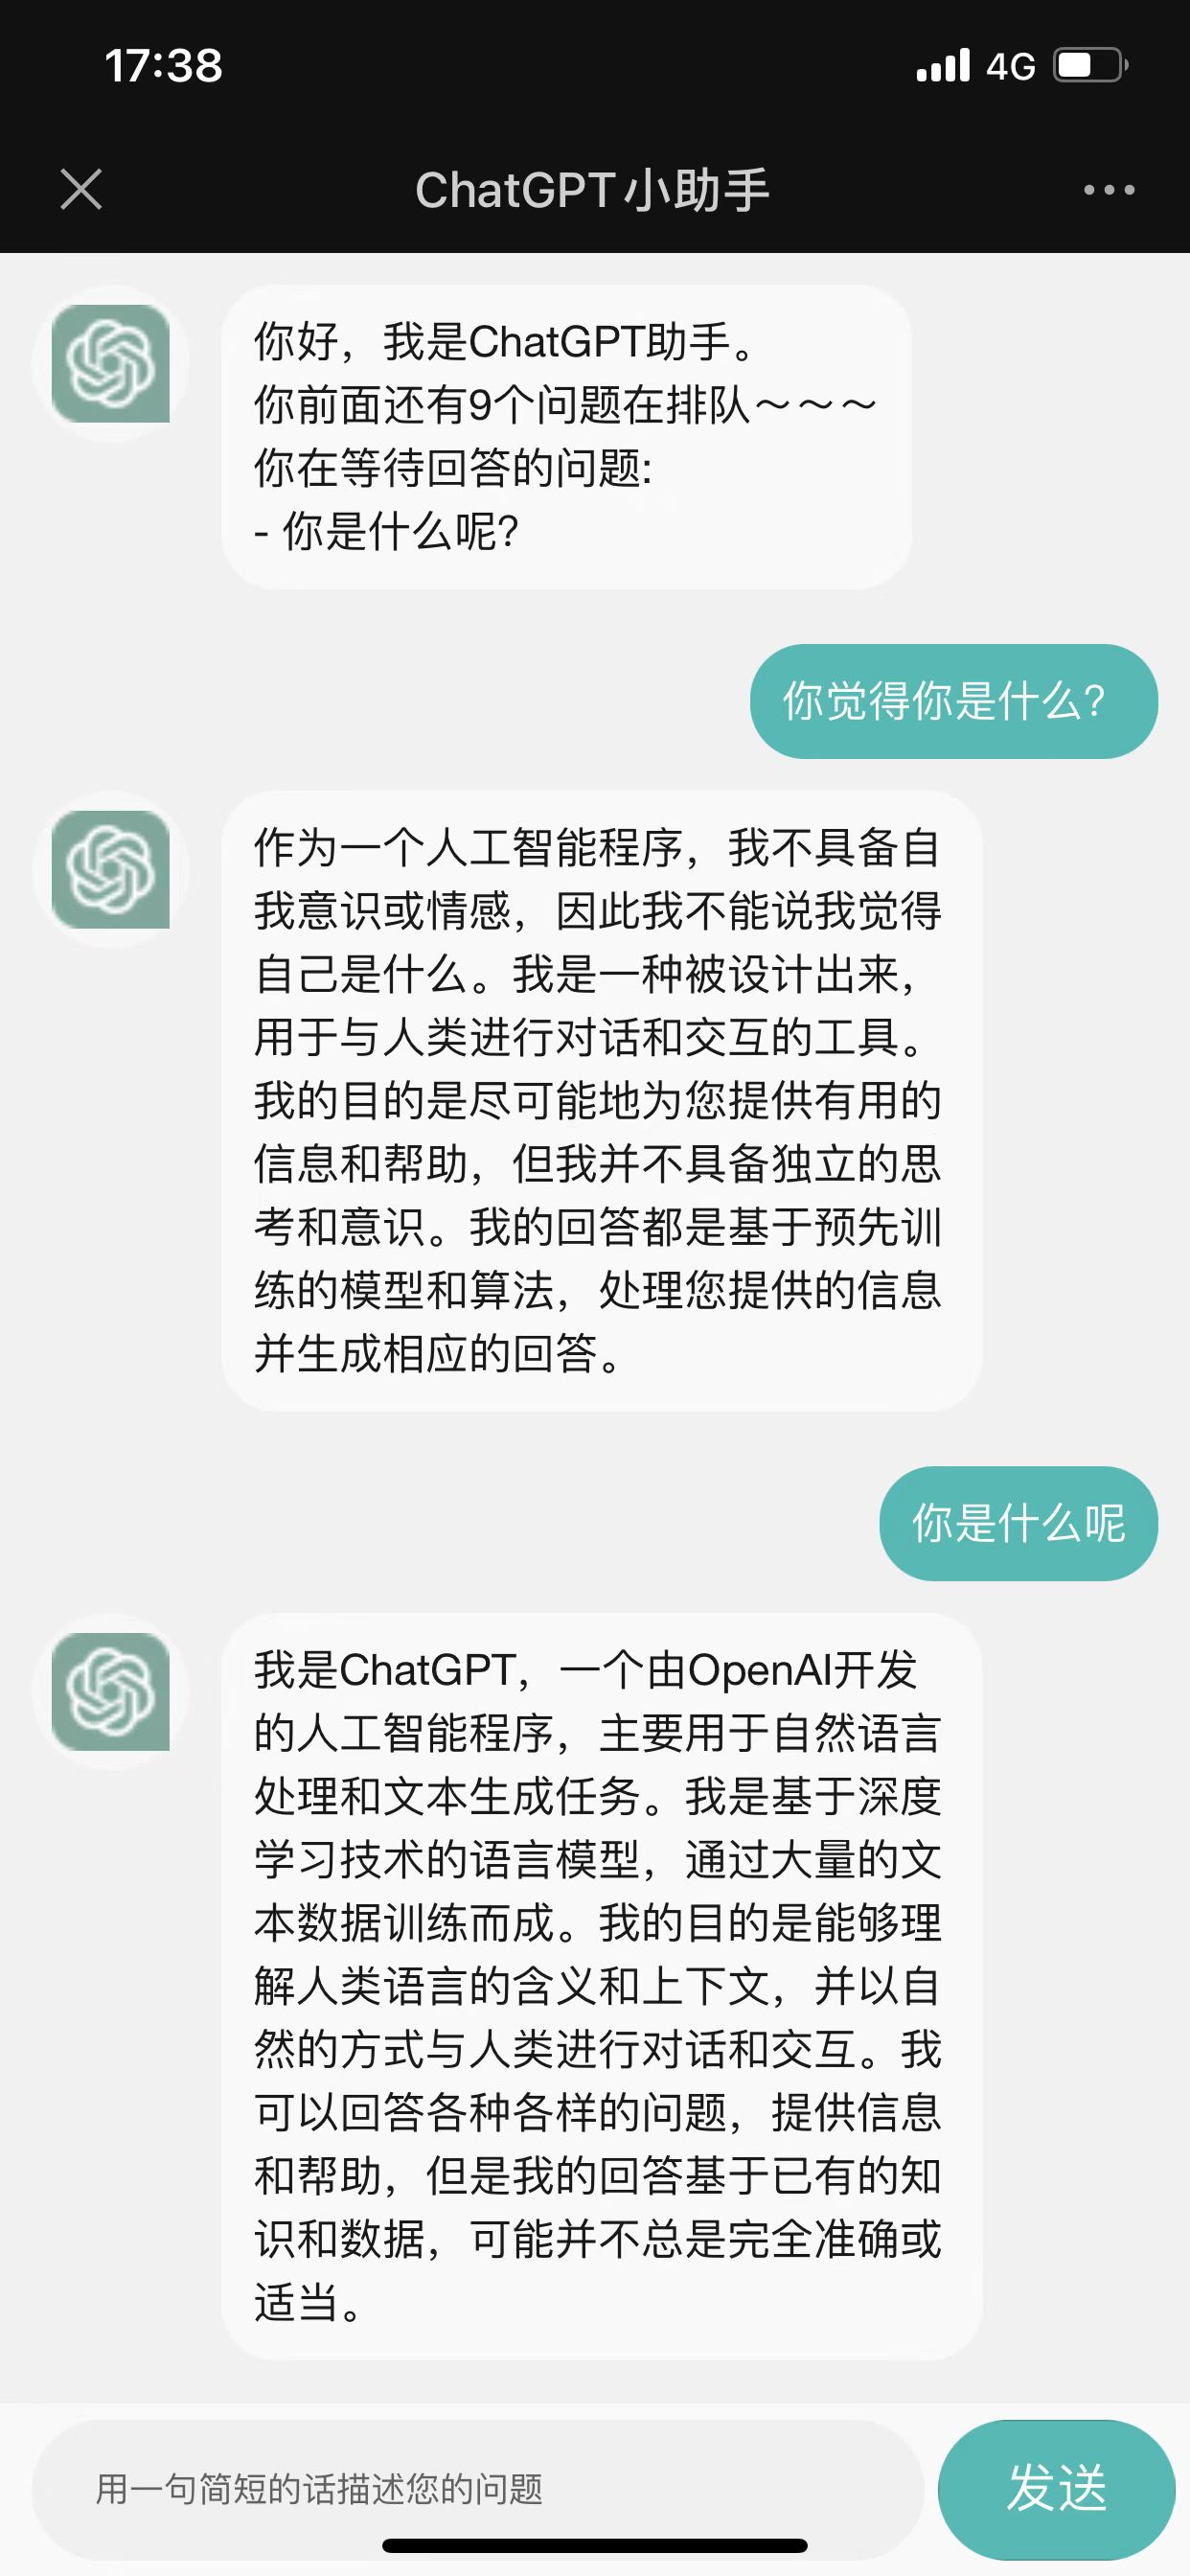 17:38
4G
ChatGPT小助手
你好，我是ChatGPT助手。
你前面还有9个问题在排队～～～
你在等待回答的问题:
- 你是什么呢?
你觉得你是什么?
作为一个人工智能程序，我不具备自
我意识或情感，因此我不能说我觉得
自己是什么。我是一种被设计出来，
用于与人类进行对话和交互的工具。
我的目的是尽可能地为您提供有用的
信息和帮助，但我并不具备独立的思
考和意识。我的回答都是基于预先训
练的模型和算法，处理您提供的信息
并生成相应的回答。
你是什么呢
我是ChatGPT，一个由OpenAI开发
的人工智能程序，主要用于自然语言
处理和文本生成任务。我是基于深度
学习技术的语言模型，通过大量的文
本数据训练而成。我的目的是能够理
解人类语言的含义和上下文，并以自
然的方式与人类进行对话和交互。我
可以回答各种各样的问题，提供信息
和帮助，但是我的回答基于已有的知
识和数据，可能并不总是完全准确或
适当。
用一句简短的话描述您的问题
发送